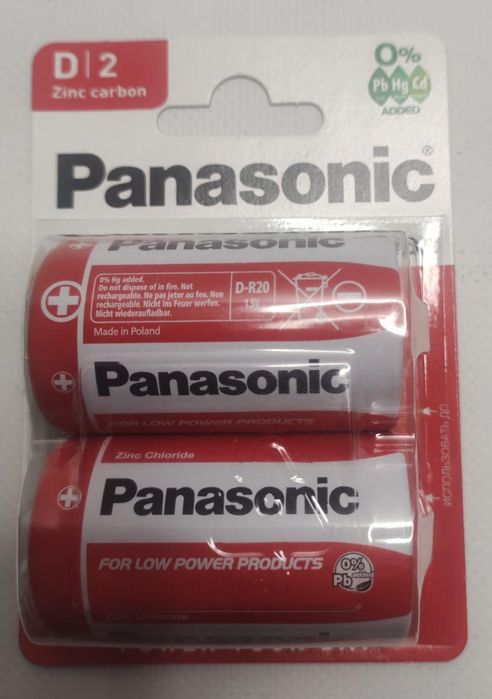 D|2
Zinc carbon
0%
Pb Hg Cd
ADDED
Panasonic®
Panasonic
0% Hg added.
Do not dispose of in fire. Not
rechargeable. Ne pas jeter au feu. Non
rechargeable. Nicht ins Feuer werfen.
Nicht wiederaufladbar.
Made in Poland
D-R20
1.5V
Panasonic
FOR LOW POWER PRODUCTS
ИСПОЛЬЗОВАТЬ ДО
Zinc Chloride
Panasonic
FOR LOW POWER PRODUCTS
0%
Pb added
Zinc Chloride
Panasonic